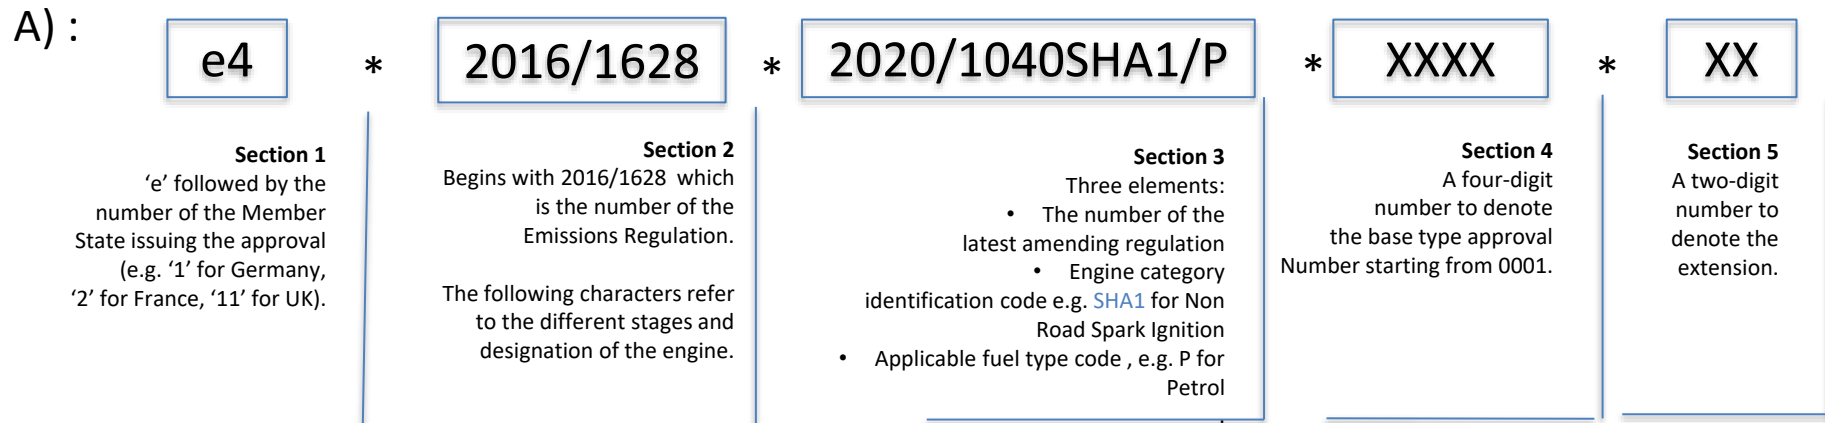 A) :
e4 * 2016/1628 * 2020/1040SHA1/P * XXXX * XX
Section 1
‘e’ followed by the
number of the Member
State issuing the approval
(e.g. ‘1’ for Germany,
‘2’ for France, ‘11’ for UK).
Section 2
Begins with 2016/1628 which
is the number of the
Emissions Regulation.
The following characters refer
to the different stages and
designation of the engine.
Section 3
Three elements:
• The number of the
latest amending regulation
• Engine category
identification code e.g. SHA1 for Non
Road Spark Ignition
• Applicable fuel type code , e.g. P for
Petrol
Section 4
A four-digit
number to denote
the base type approval
Number starting from 0001.
Section 5
A two-digit
number to
denote the
extension.